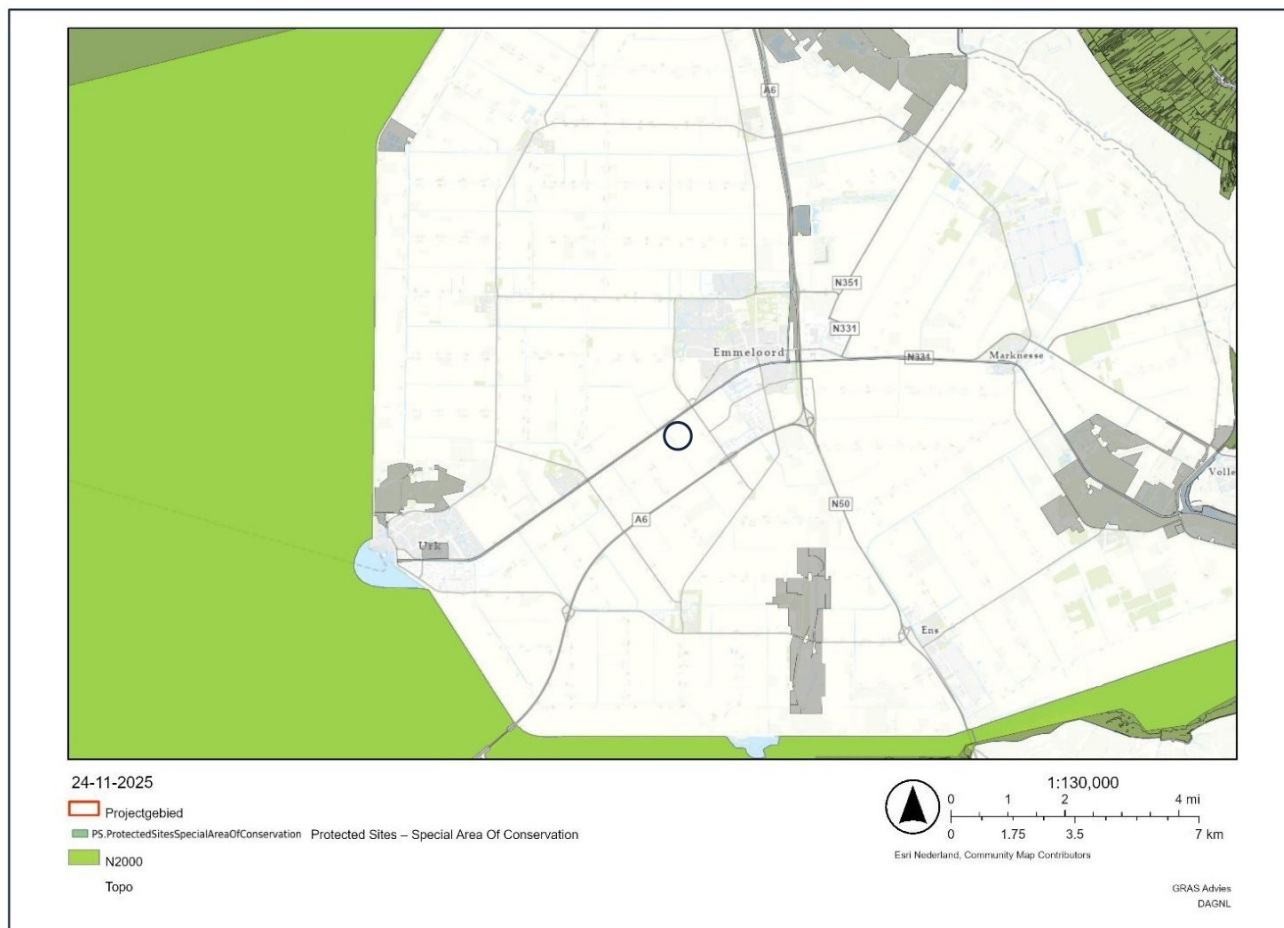 A6
N351
N331
Emmeloord
N331
Marknesse
Volle
N50
A6
Urk
Ens
24-11-2025
Projectgebied
PS.ProtectedSitesSpecialAreaOfConservation Protected Sites – Special Area Of Conservation
N2000
Topo
1:130,000
0 1 2 4 mi
0 1.75 3.5 7 km
Esri Nederland, Community Map Contributors
GRAS Advies
DAGNL